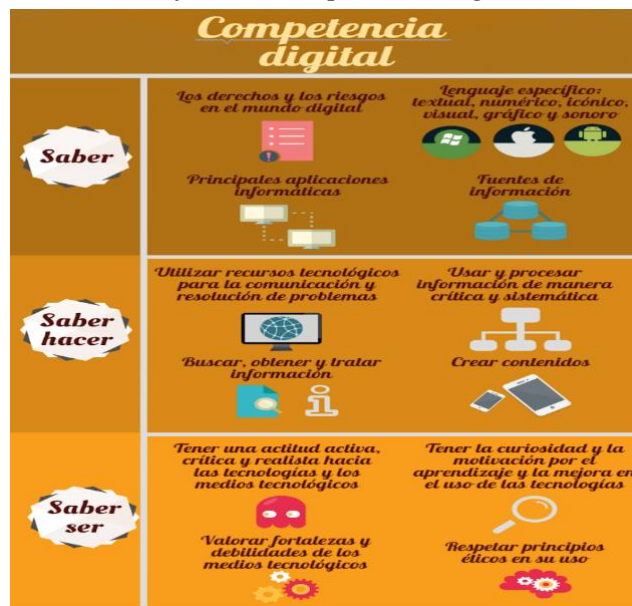 Competencia
digital
Saber
Los derechos y los riesgos
en el mundo digital
Lenguaje específico:
textual, numérico, icónico,
visual, gráfico y sonoro
Principales aplicaciones
informáticas
Fuentes de
información
Saber
hacer
Utilizar recursos tecnológicos
para la comunicación y
resolución de problemas
Usar y procesar
información de manera
crítica y sistemática
Buscar, obtener y tratar
información
Crear contenidos
Saber
ser
Tener una actitud activa,
crítica y realista hacia
las tecnologías y los
medios tecnológicos
Tener la curiosidad y la
motivación por el
aprendizaje y la mejora en
el uso de las tecnologías
Valorar fortalezas y
debilidades de los
medios tecnológicos
Respetar principios
éticos en su uso